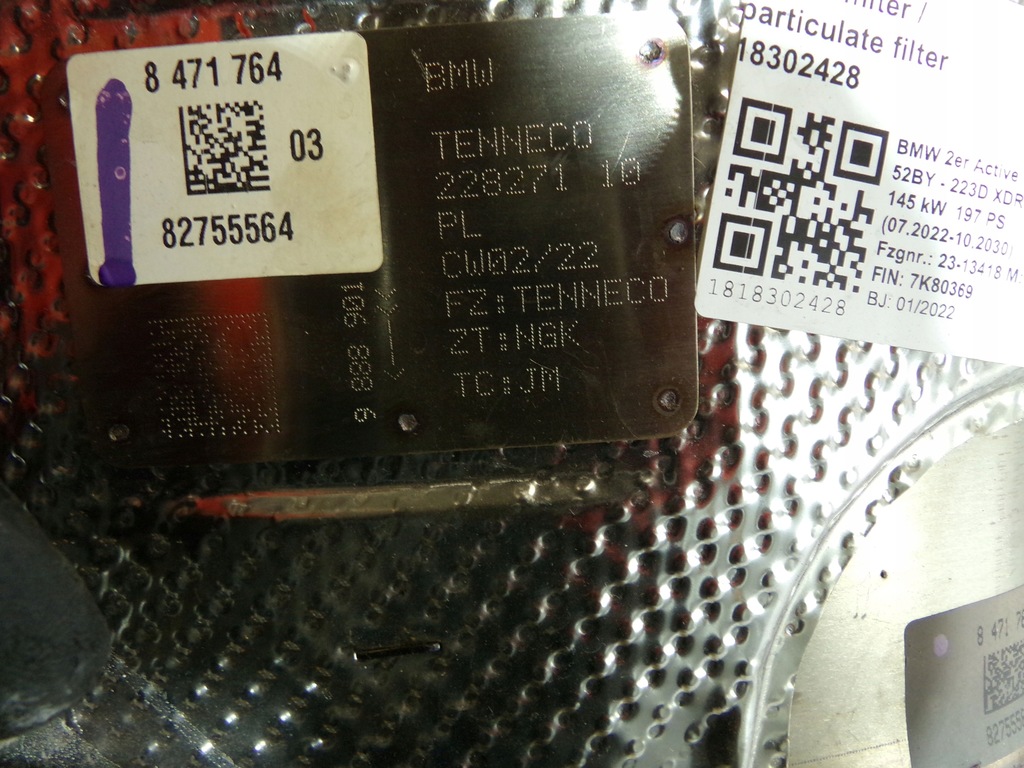 8 471 764
03
82755564
BMW
TENNECO
228271 10
PL
CW02/22
FZ:TENNECO
ZT:NGK
TC:JM
particulate filter
18302428
BMW 2er Active
52BY - 223D XDR
145 kW 197 PS
(07.2022-10.2030)
Fzgnr.: 23-13418
FIN: 7K80369
BJ: 01/2022
1818302428
8 471